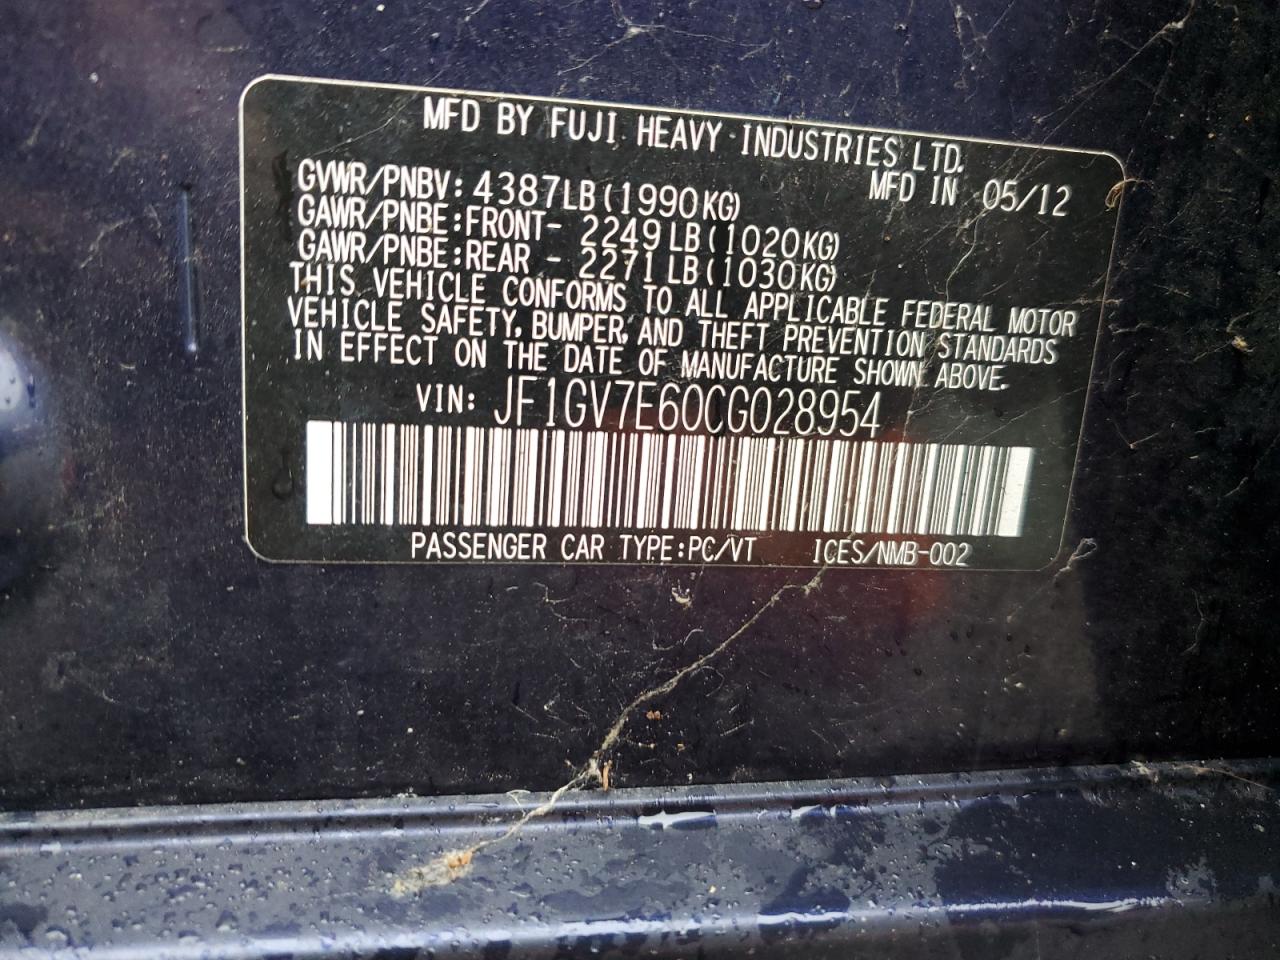 MFD BY FUJI HEAVY INDUSTRIES LTD.
MFD IN 05/12
GVWR/PNBV: 4387LB(1990KG)
GAWR/PNBE:FRONT- 2249LB(1020KG)
GAWR/PNBE:REAR - 2271LB(1030KG)
THIS VEHICLE CONFORMS TO ALL APPLICABLE FEDERAL MOTOR
VEHICLE SAFETY, BUMPER, AND THEFT PREVENTION STANDARDS
IN EFFECT ON THE DATE OF MANUFACTURE SHOWN ABOVE.
VIN: JF1GV7E60CG028954
PASSENGER CAR TYPE:PC/VT ICES/NMB-002